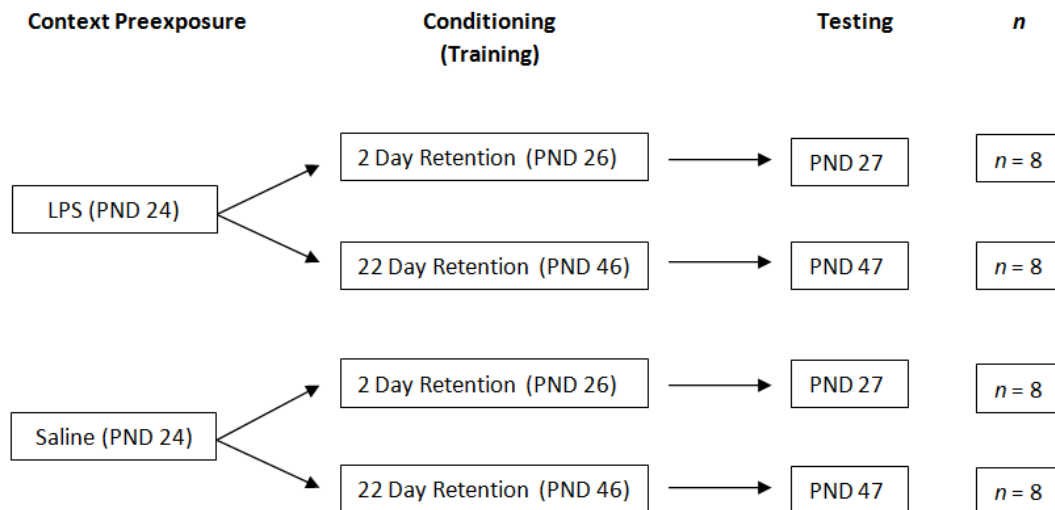 Context Preexposure Conditioning Testing n
(Training)
2 Day Retention (PND 26) PND 27 n = 8
LPS (PND 24)
22 Day Retention (PND 46) PND 47 n = 8
2 Day Retention (PND 26) PND 27 n = 8
Saline (PND 24)
22 Day Retention (PND 46) PND 47 n = 8